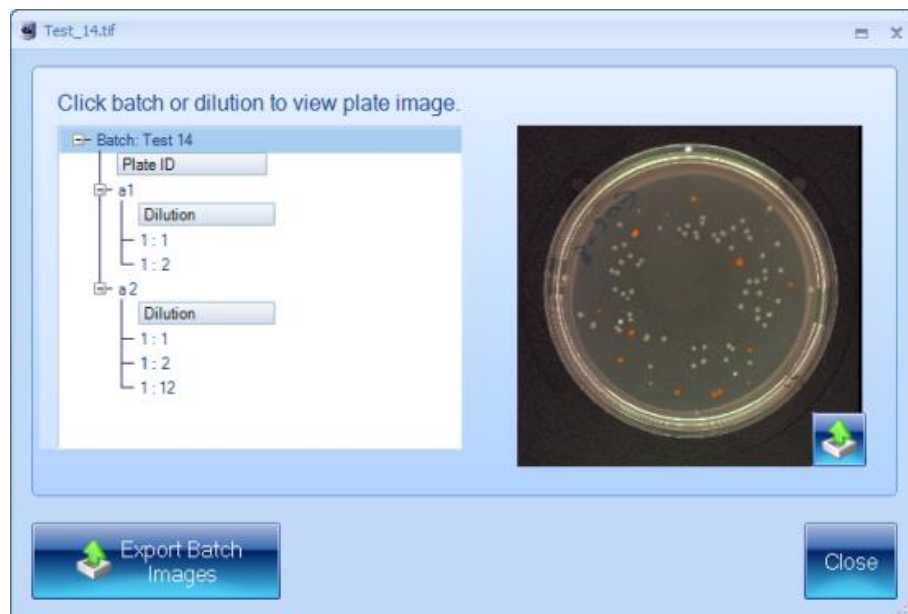 Test_14.tif
Click batch or dilution to view plate image.
Batch: Test 14
Plate ID
a1
Dilution
1 : 1
1 : 2
a2
Dilution
1 : 1
1 : 2
1 : 12
Export Batch
Images
Close